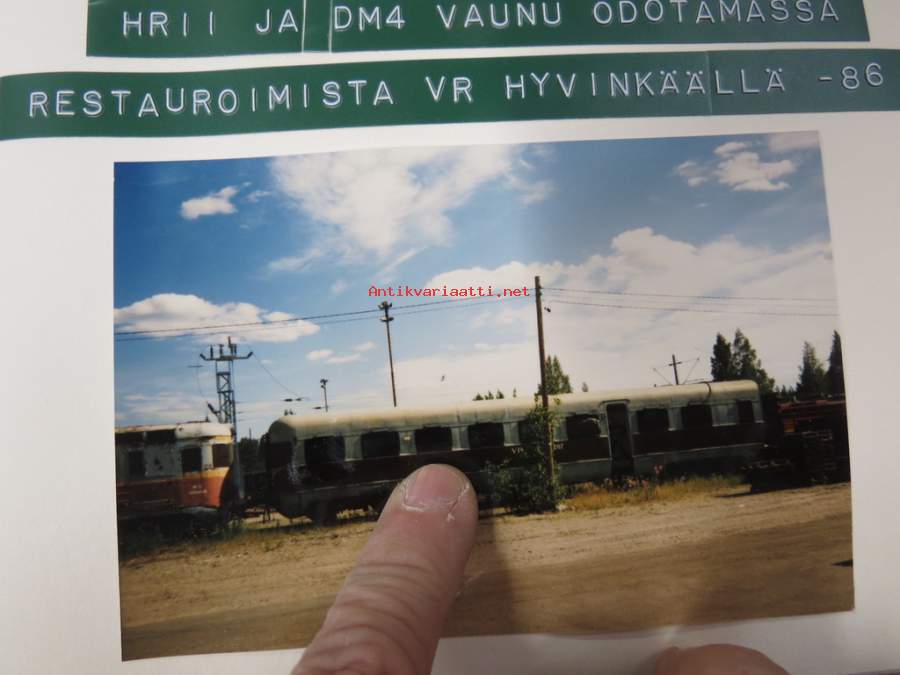 HRII JA DM4 VAUNU ODOTAMASSA
RESTAUROIMISTA VR HYVINKÄÄLLÄ -86
Antikvariaatti.net